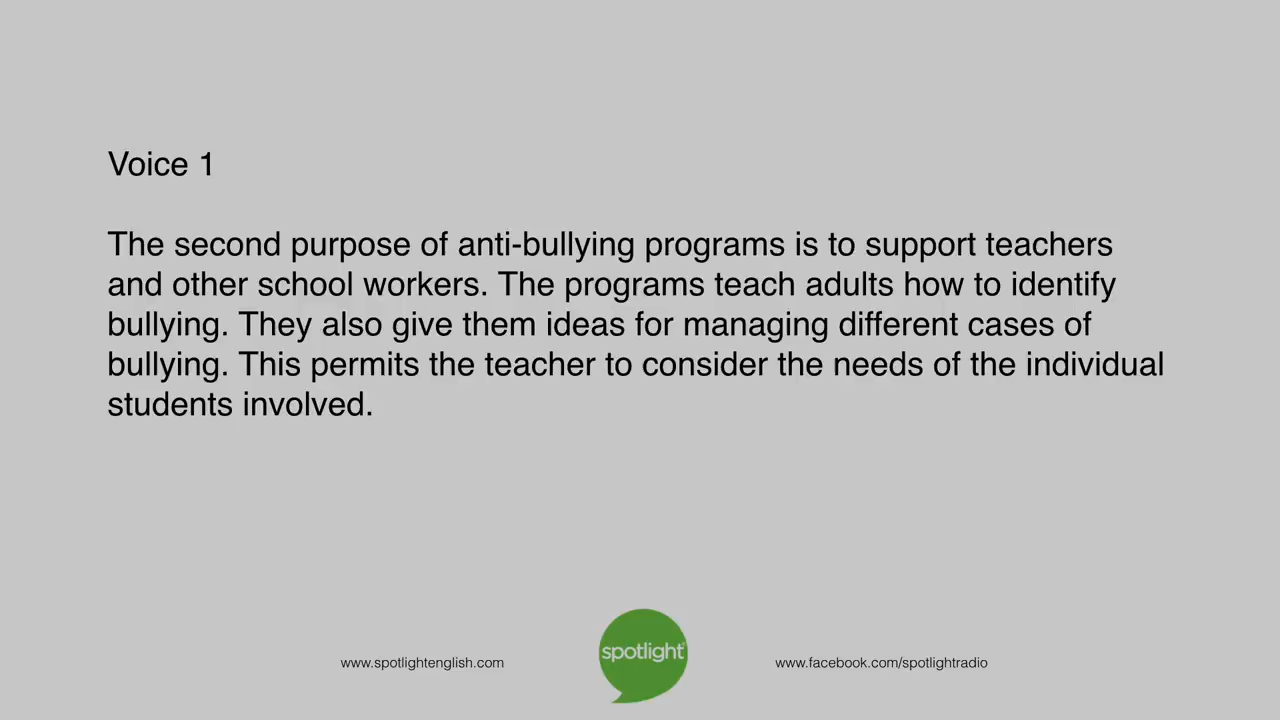 Voice 1
The second purpose of anti-bullying programs is to support teachers
and other school workers. The programs teach adults how to identify
bullying. They also give them ideas for managing different cases of
bullying. This permits the teacher to consider the needs of the individual
students involved.
www.spotlightenglish.com
spotlight
www.facebook.com/spotlightradio